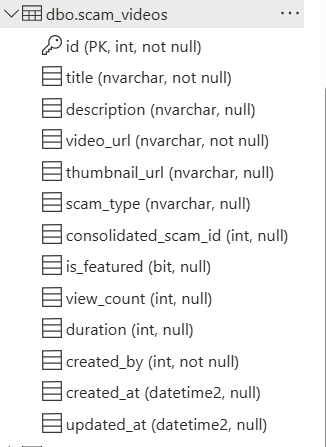 dbo.scam_videos ...
id (PK, int, not null)
title (nvarchar, not null)
description (nvarchar, null)
video_url (nvarchar, not null)
thumbnail_url (nvarchar, null)
scam_type (nvarchar, null)
consolidated_scam_id (int, null)
is_featured (bit, null)
view_count (int, null)
duration (int, null)
created_by (int, not null)
created_at (datetime2, null)
updated_at (datetime2, null)